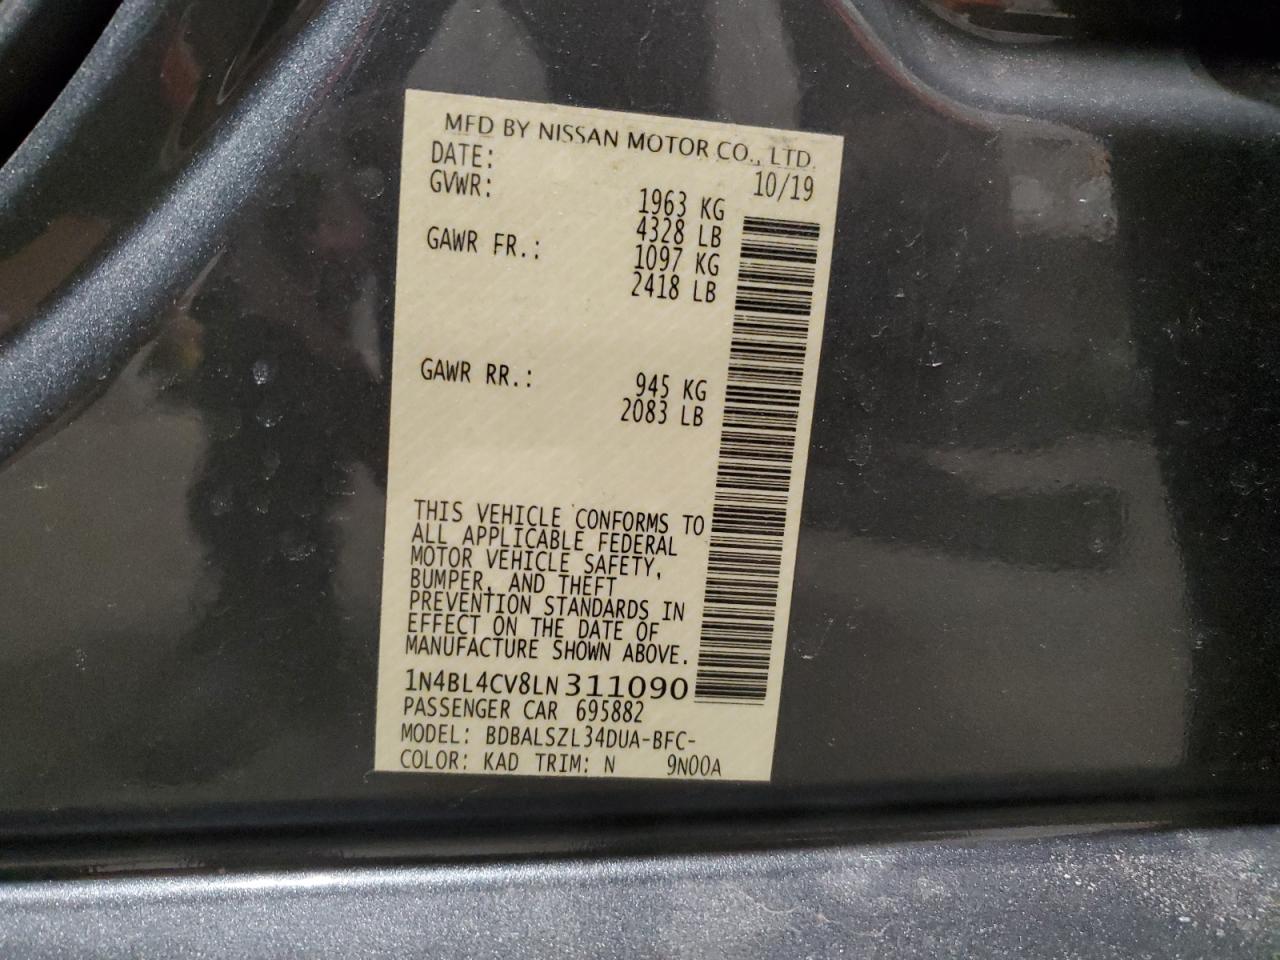 MFD BY NISSAN MOTOR CO., LTD.
DATE: 10/19
GVWR: 1963 KG
4328 LB
GAWR FR.: 1097 KG
2418 LB
GAWR RR.: 945 KG
2083 LB
THIS VEHICLE CONFORMS TO
ALL APPLICABLE FEDERAL
MOTOR VEHICLE SAFETY,
BUMPER, AND THEFT
PREVENTION STANDARDS IN
EFFECT ON THE DATE OF
MANUFACTURE SHOWN ABOVE.
1N4BL4CV8LN311090
PASSENGER CAR 695882
MODEL: BDBALSZL34DUA-BFC-
COLOR: KAD TRIM: N 9N00A